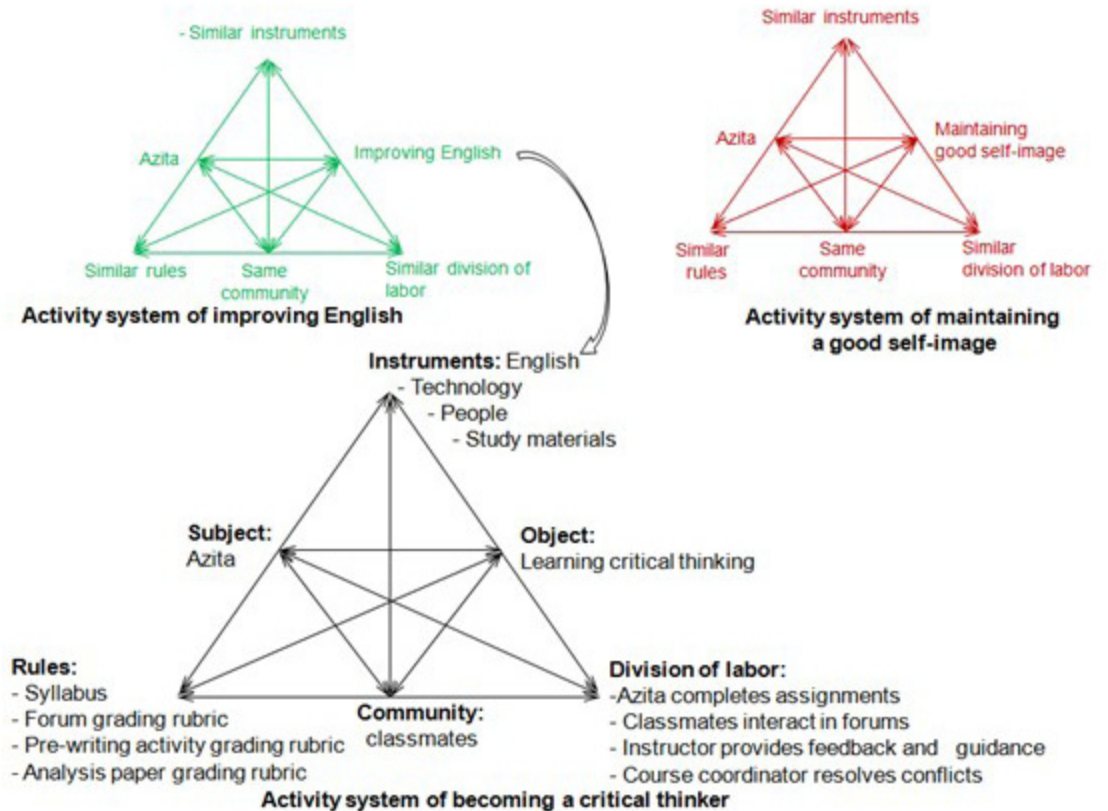 - Similar instruments
Azita
Improving English
Similar rules
Same
community
Similar division of
labor
Activity system of improving English
Similar instruments
Azita
Maintaining
good self-image
Similar
rules
Same
community
Similar
division of labor
Activity system of maintaining
a good self-image
Instruments: English
- Technology
- People
- Study materials
Subject:
Azita
Object:
Learning critical thinking
Rules:
- Syllabus
- Forum grading rubric
- Pre-writing activity grading rubric
- Analysis paper grading rubric
Community:
classmates
Division of labor:
-Azita completes assignments
- Classmates interact in forums
- Instructor provides feedback and guidance
- Course coordinator resolves conflicts
Activity system of becoming a critical thinker